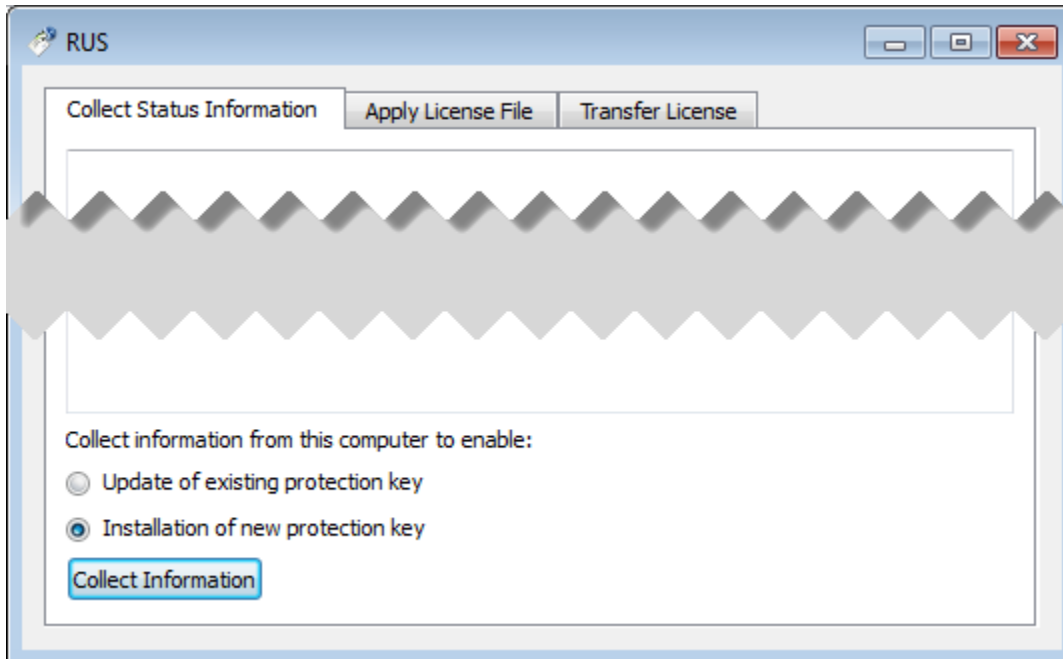 RUS
Collect Status Information Apply License File Transfer License
Collect information from this computer to enable:
Update of existing protection key
Installation of new protection key
Collect Information